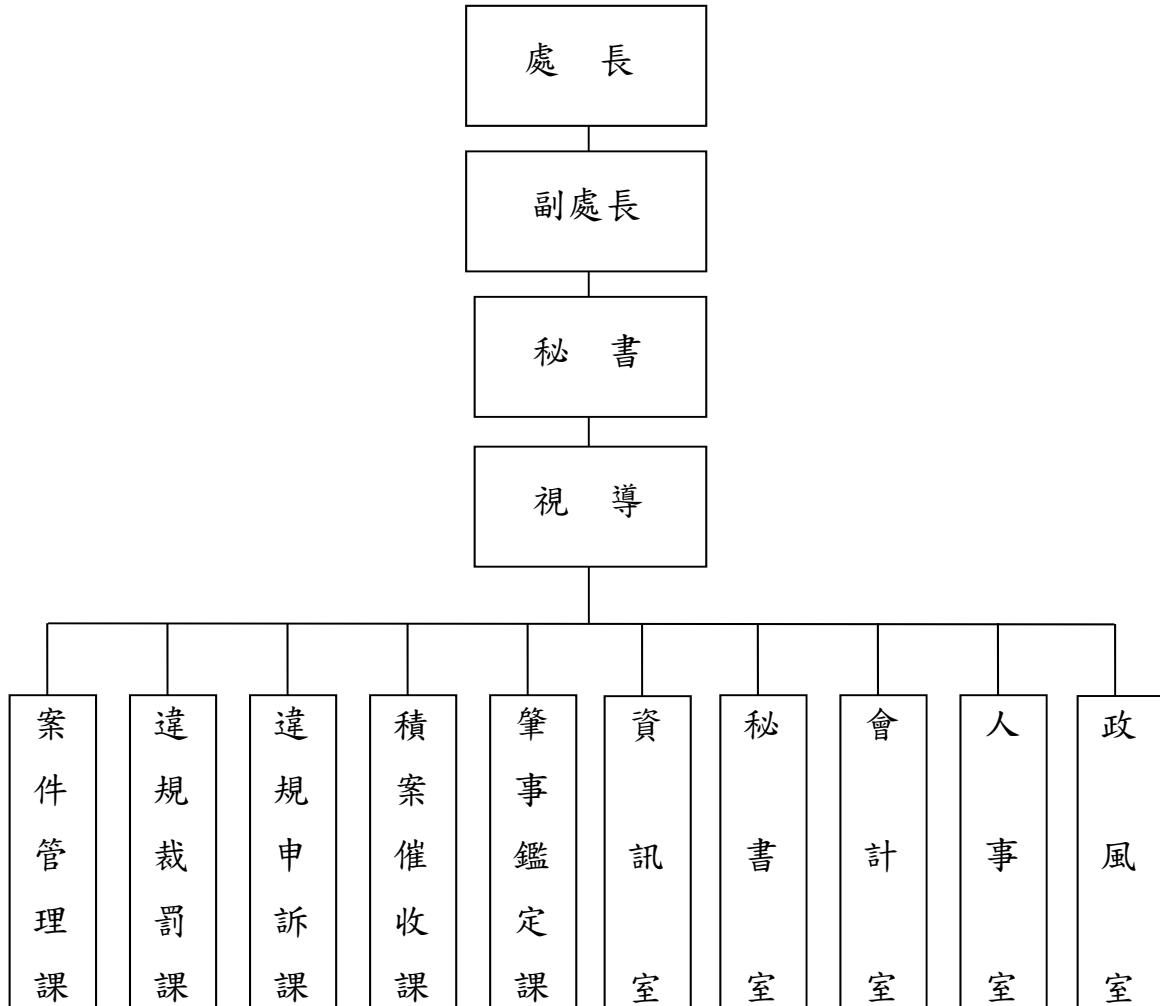 處 長
副處長
秘 書
視 導
案件管理課
違規裁罰課
違規申訴課
積案催收課
肇事鑑定課
資訊室
秘書室
會計室
人事室
政風室